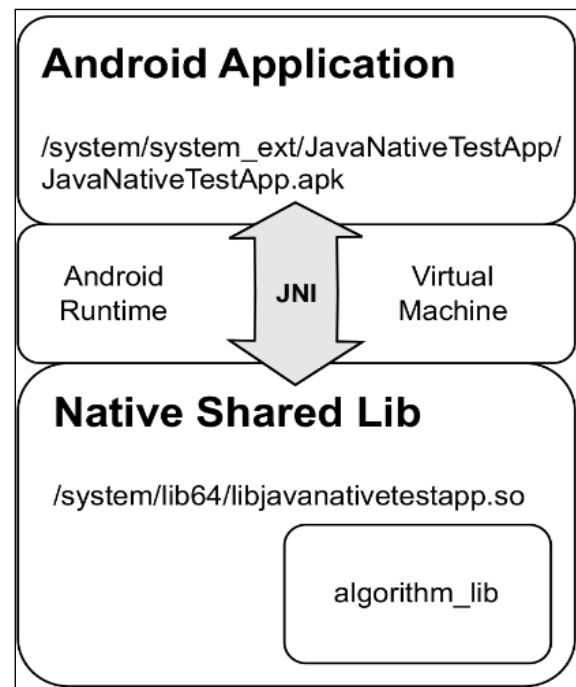 Android Application
/system/system_ext/JavaNativeTestApp/
JavaNativeTestApp.apk
Android
Runtime
JNI
Virtual
Machine
Native Shared Lib
/system/lib64/libjavanativetestapp.so
algorithm_lib